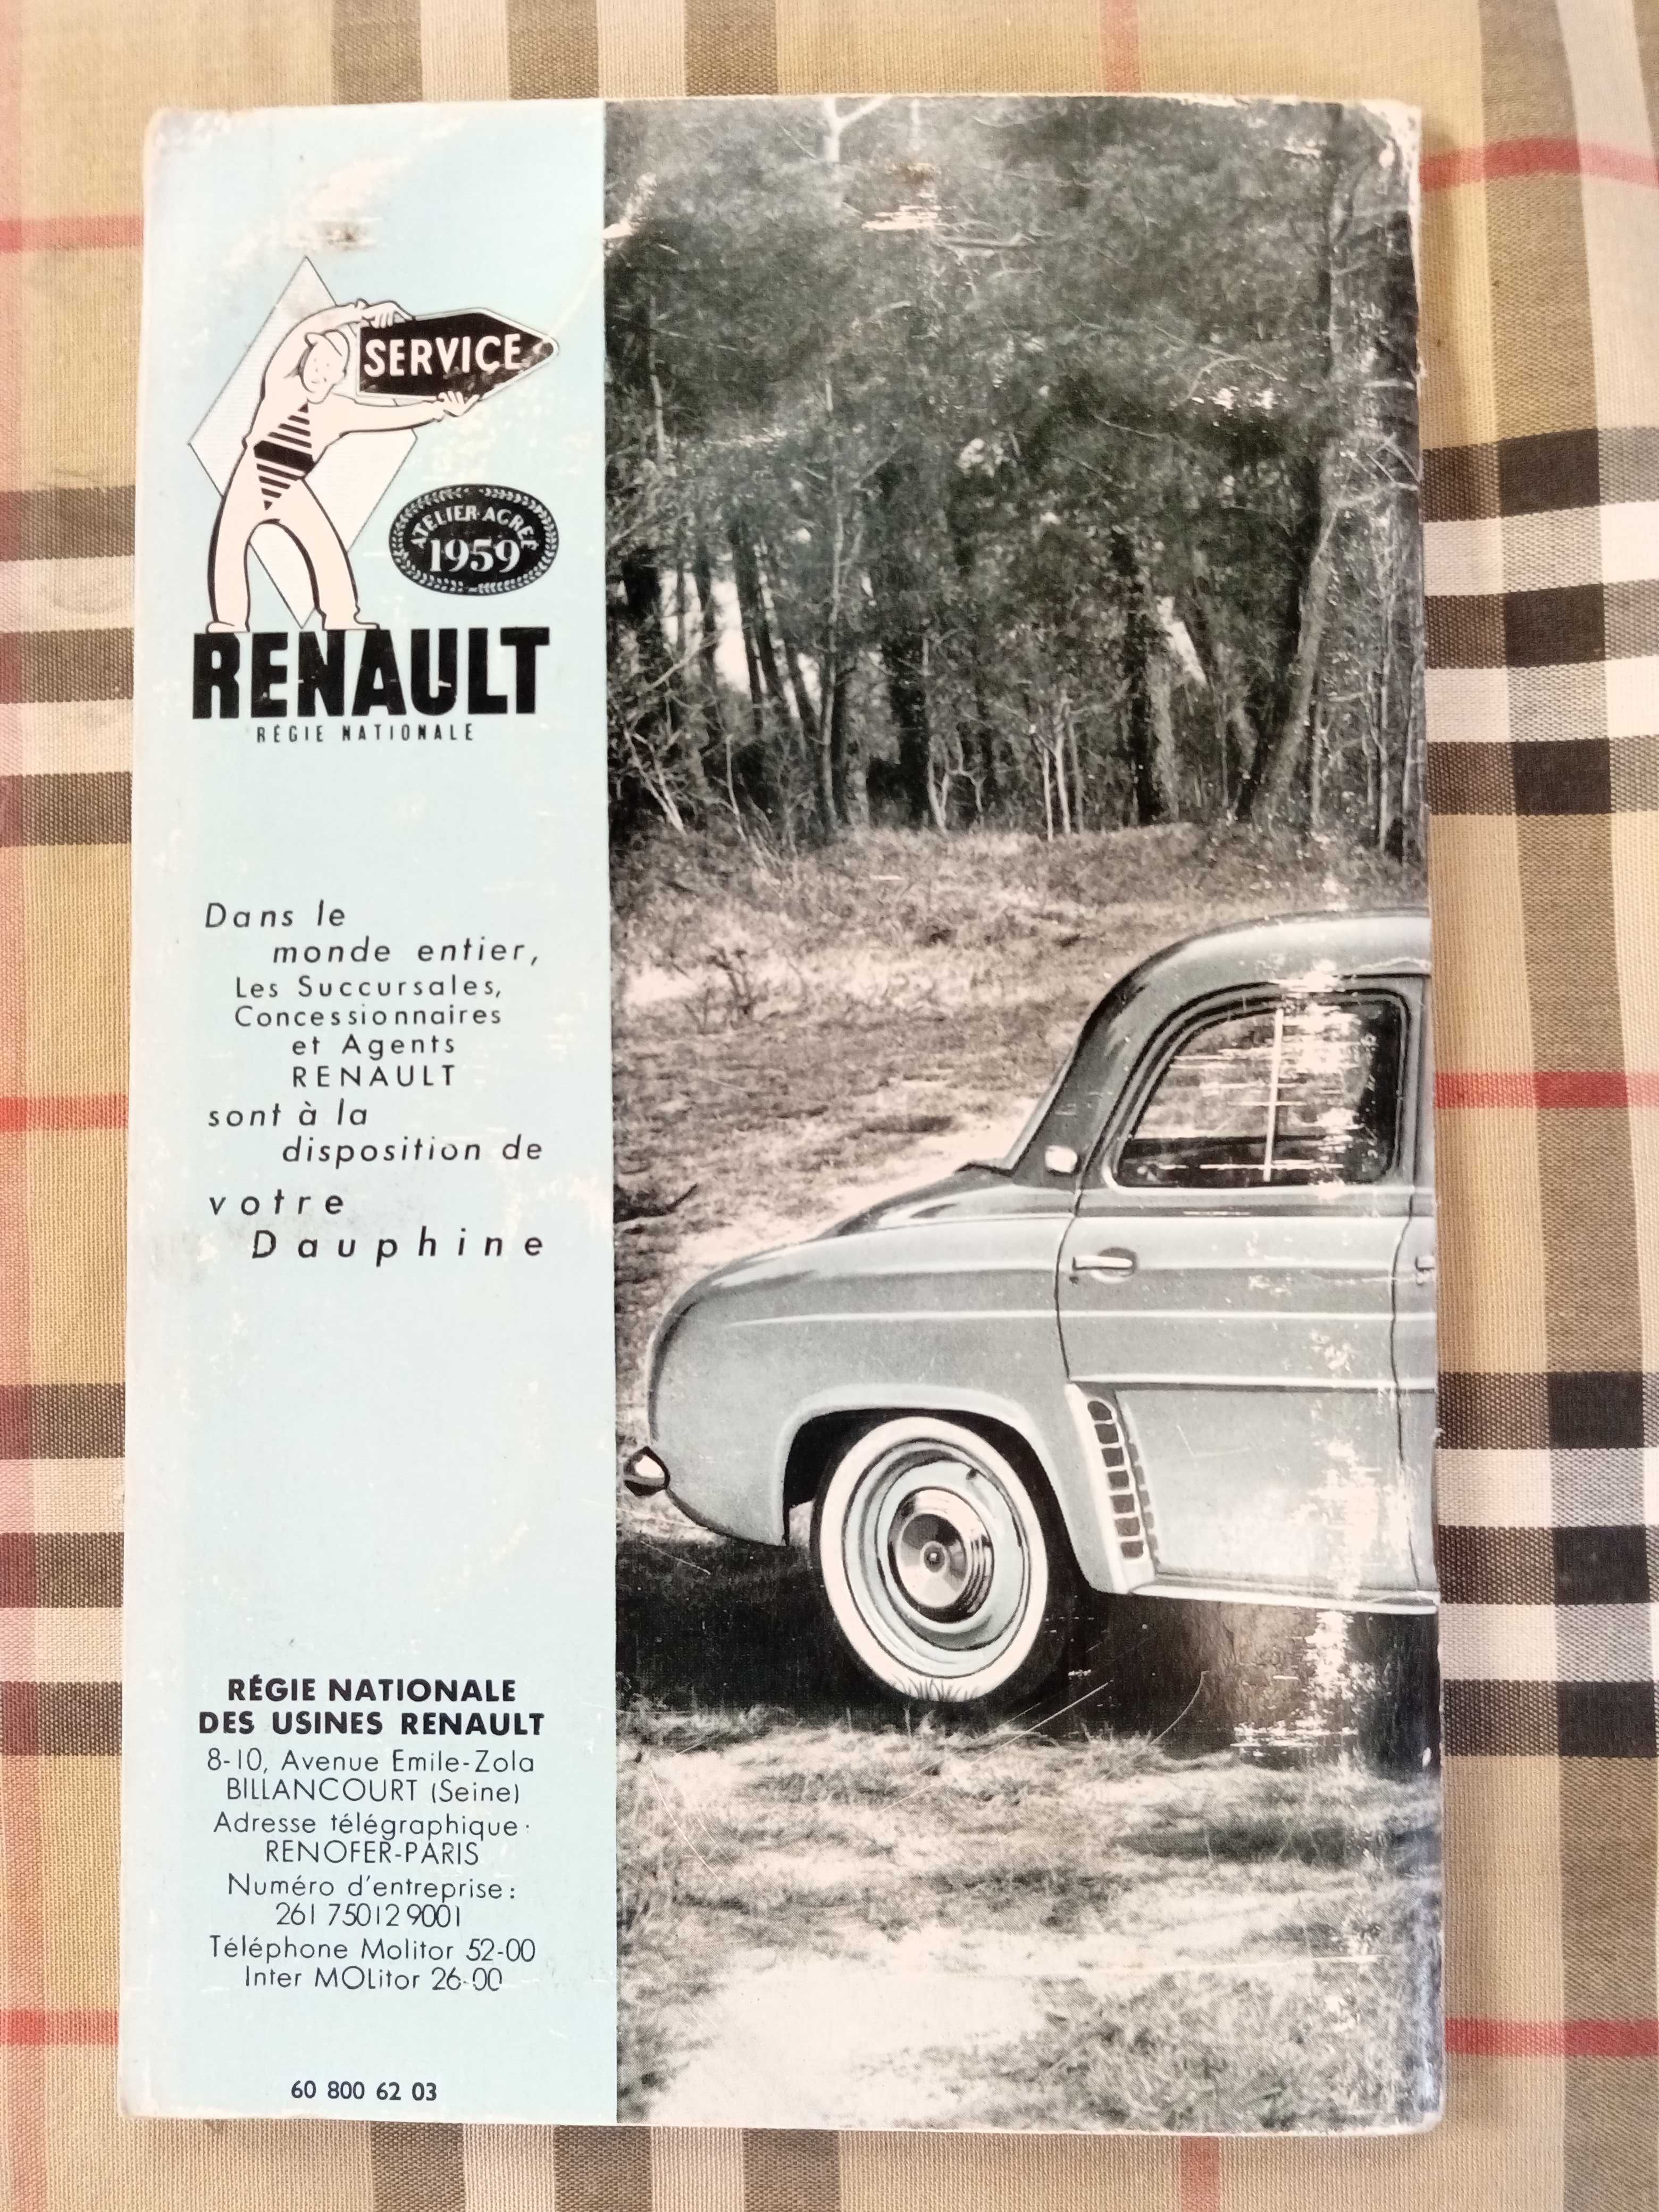 SERVICE
ATELIER AGRÉÉ
1959
RENAULT
RÉGIE NATIONALE
Dans le
monde entier,
Les Succursales,
Concessionnaires
et Agents
RENAULT
sont à la
disposition de
votre
Dauphine
RÉGIE NATIONALE
DES USINES RENAULT
8-10, Avenue Emile-Zola
BILLANCOURT (Seine)
Adresse télégraphique :
RENOFER-PARIS
Numéro d'entreprise :
261 75012 9001
Téléphone Molitor 52-00
Inter MOLitor 26-00
60 800 62 03